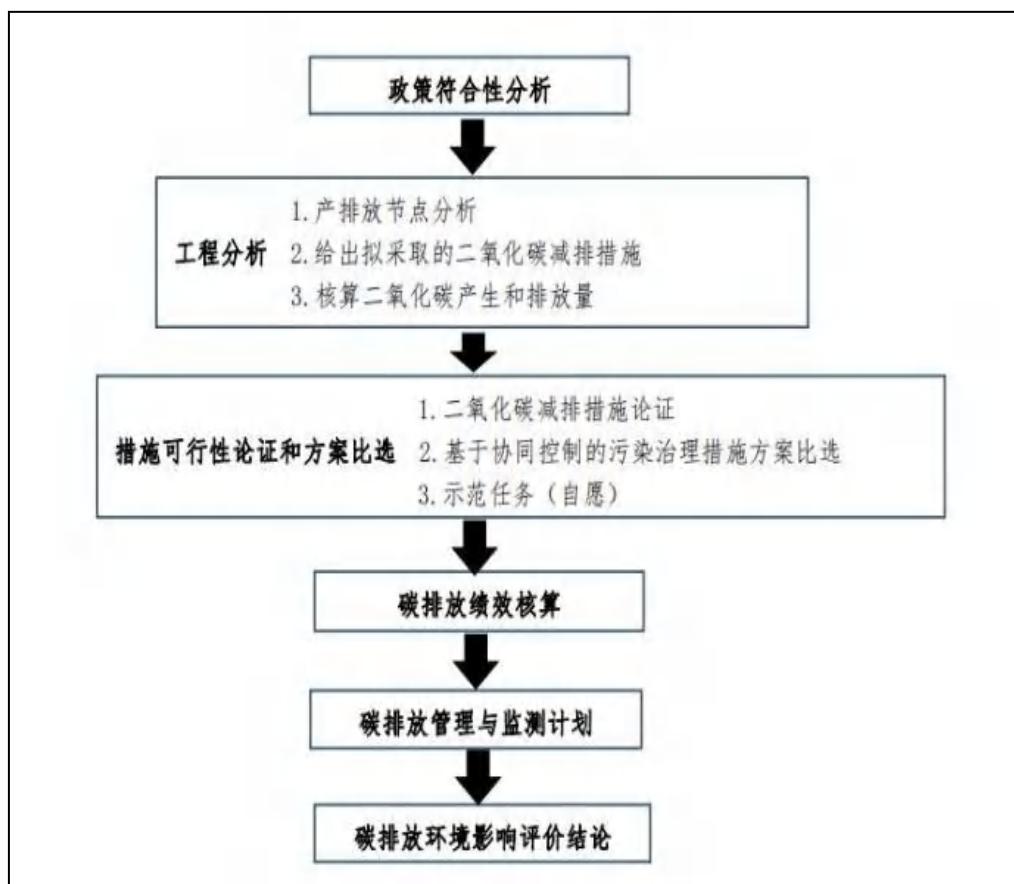 政策符合性分析
1.产排放节点分析
工程分析 2.给出拟采取的二氧化碳减排措施
3.核算二氧化碳产生和排放量
1.二氧化碳减排措施论证
措施可行性论证和方案比选 2.基于协同控制的污染治理措施方案比选
3.示范任务（自愿）
碳排放绩效核算
碳排放管理与监测计划
碳排放环境影响评价结论